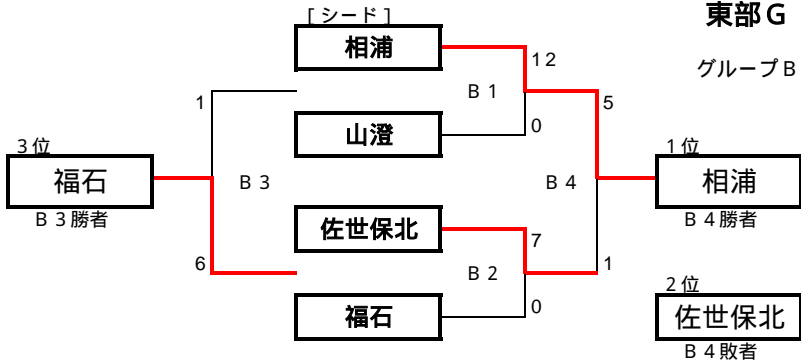 東部G
グループB
[シード]
相浦
12
B1
0
山澄
1
B3
6
3位
福石
B3勝者
佐世保北
7
B2
0
福石
5
B4
1
1位
相浦
B4勝者
2位
佐世保北
B4敗者